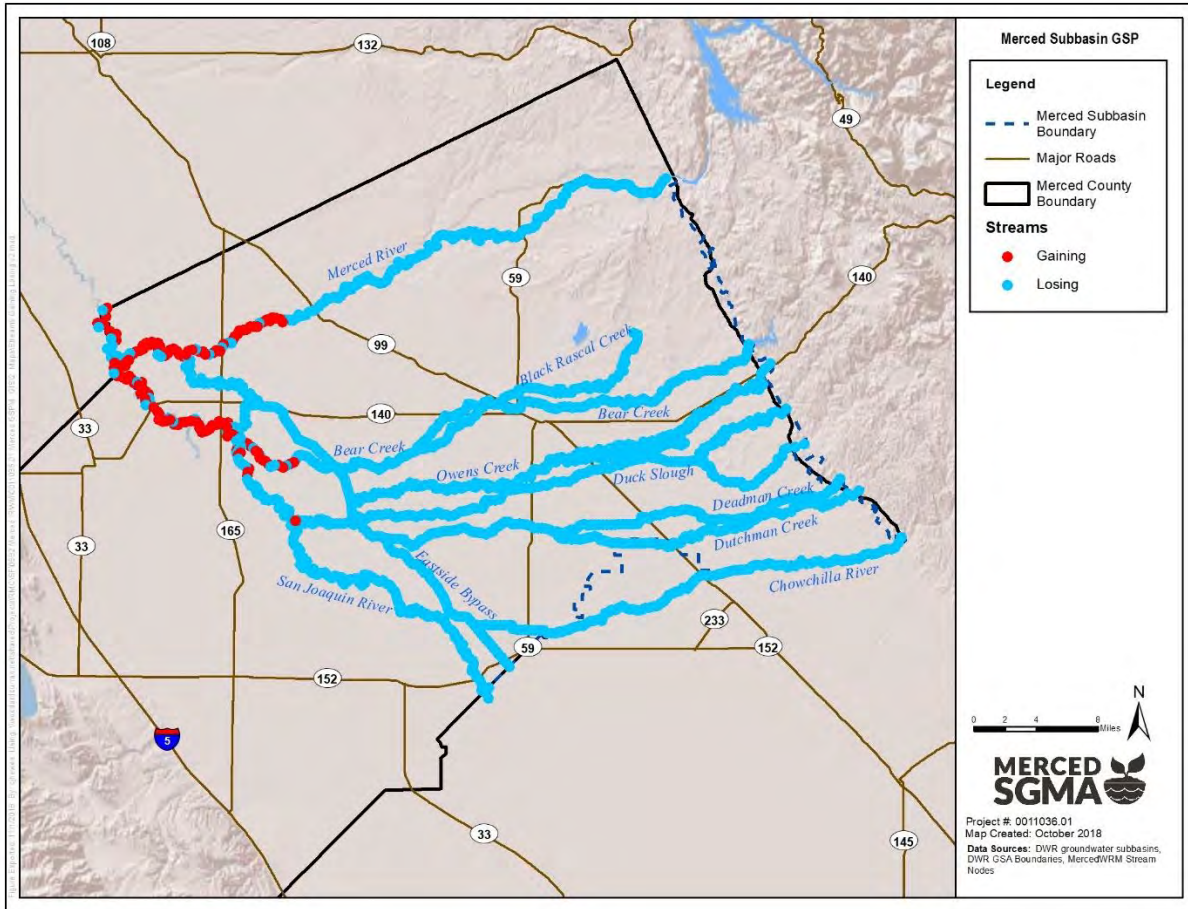 108
132
49
Merced River
59
140
99
Black Rascal Creek
33
140
Bear Creek
Bear Creek
Owens Creek
Duck Slough
33
165
Deadman Creek
Dutchman Creek
Eastside Bypass
San Joaquin River
Chowchilla River
233
59
152
152
5
33
145
Merced Subbasin GSP
Legend
Merced Subbasin
Boundary
Major Roads
Merced County
Boundary
Streams
Gaining
Losing
N
0 2 4 8
Miles
MERCED
SGMA
Project #: 0011036.01
Map Created: October 2018
Data Sources: DWR groundwater subbasins,
DWR GSA Boundaries, MercedWRM Stream
Nodes